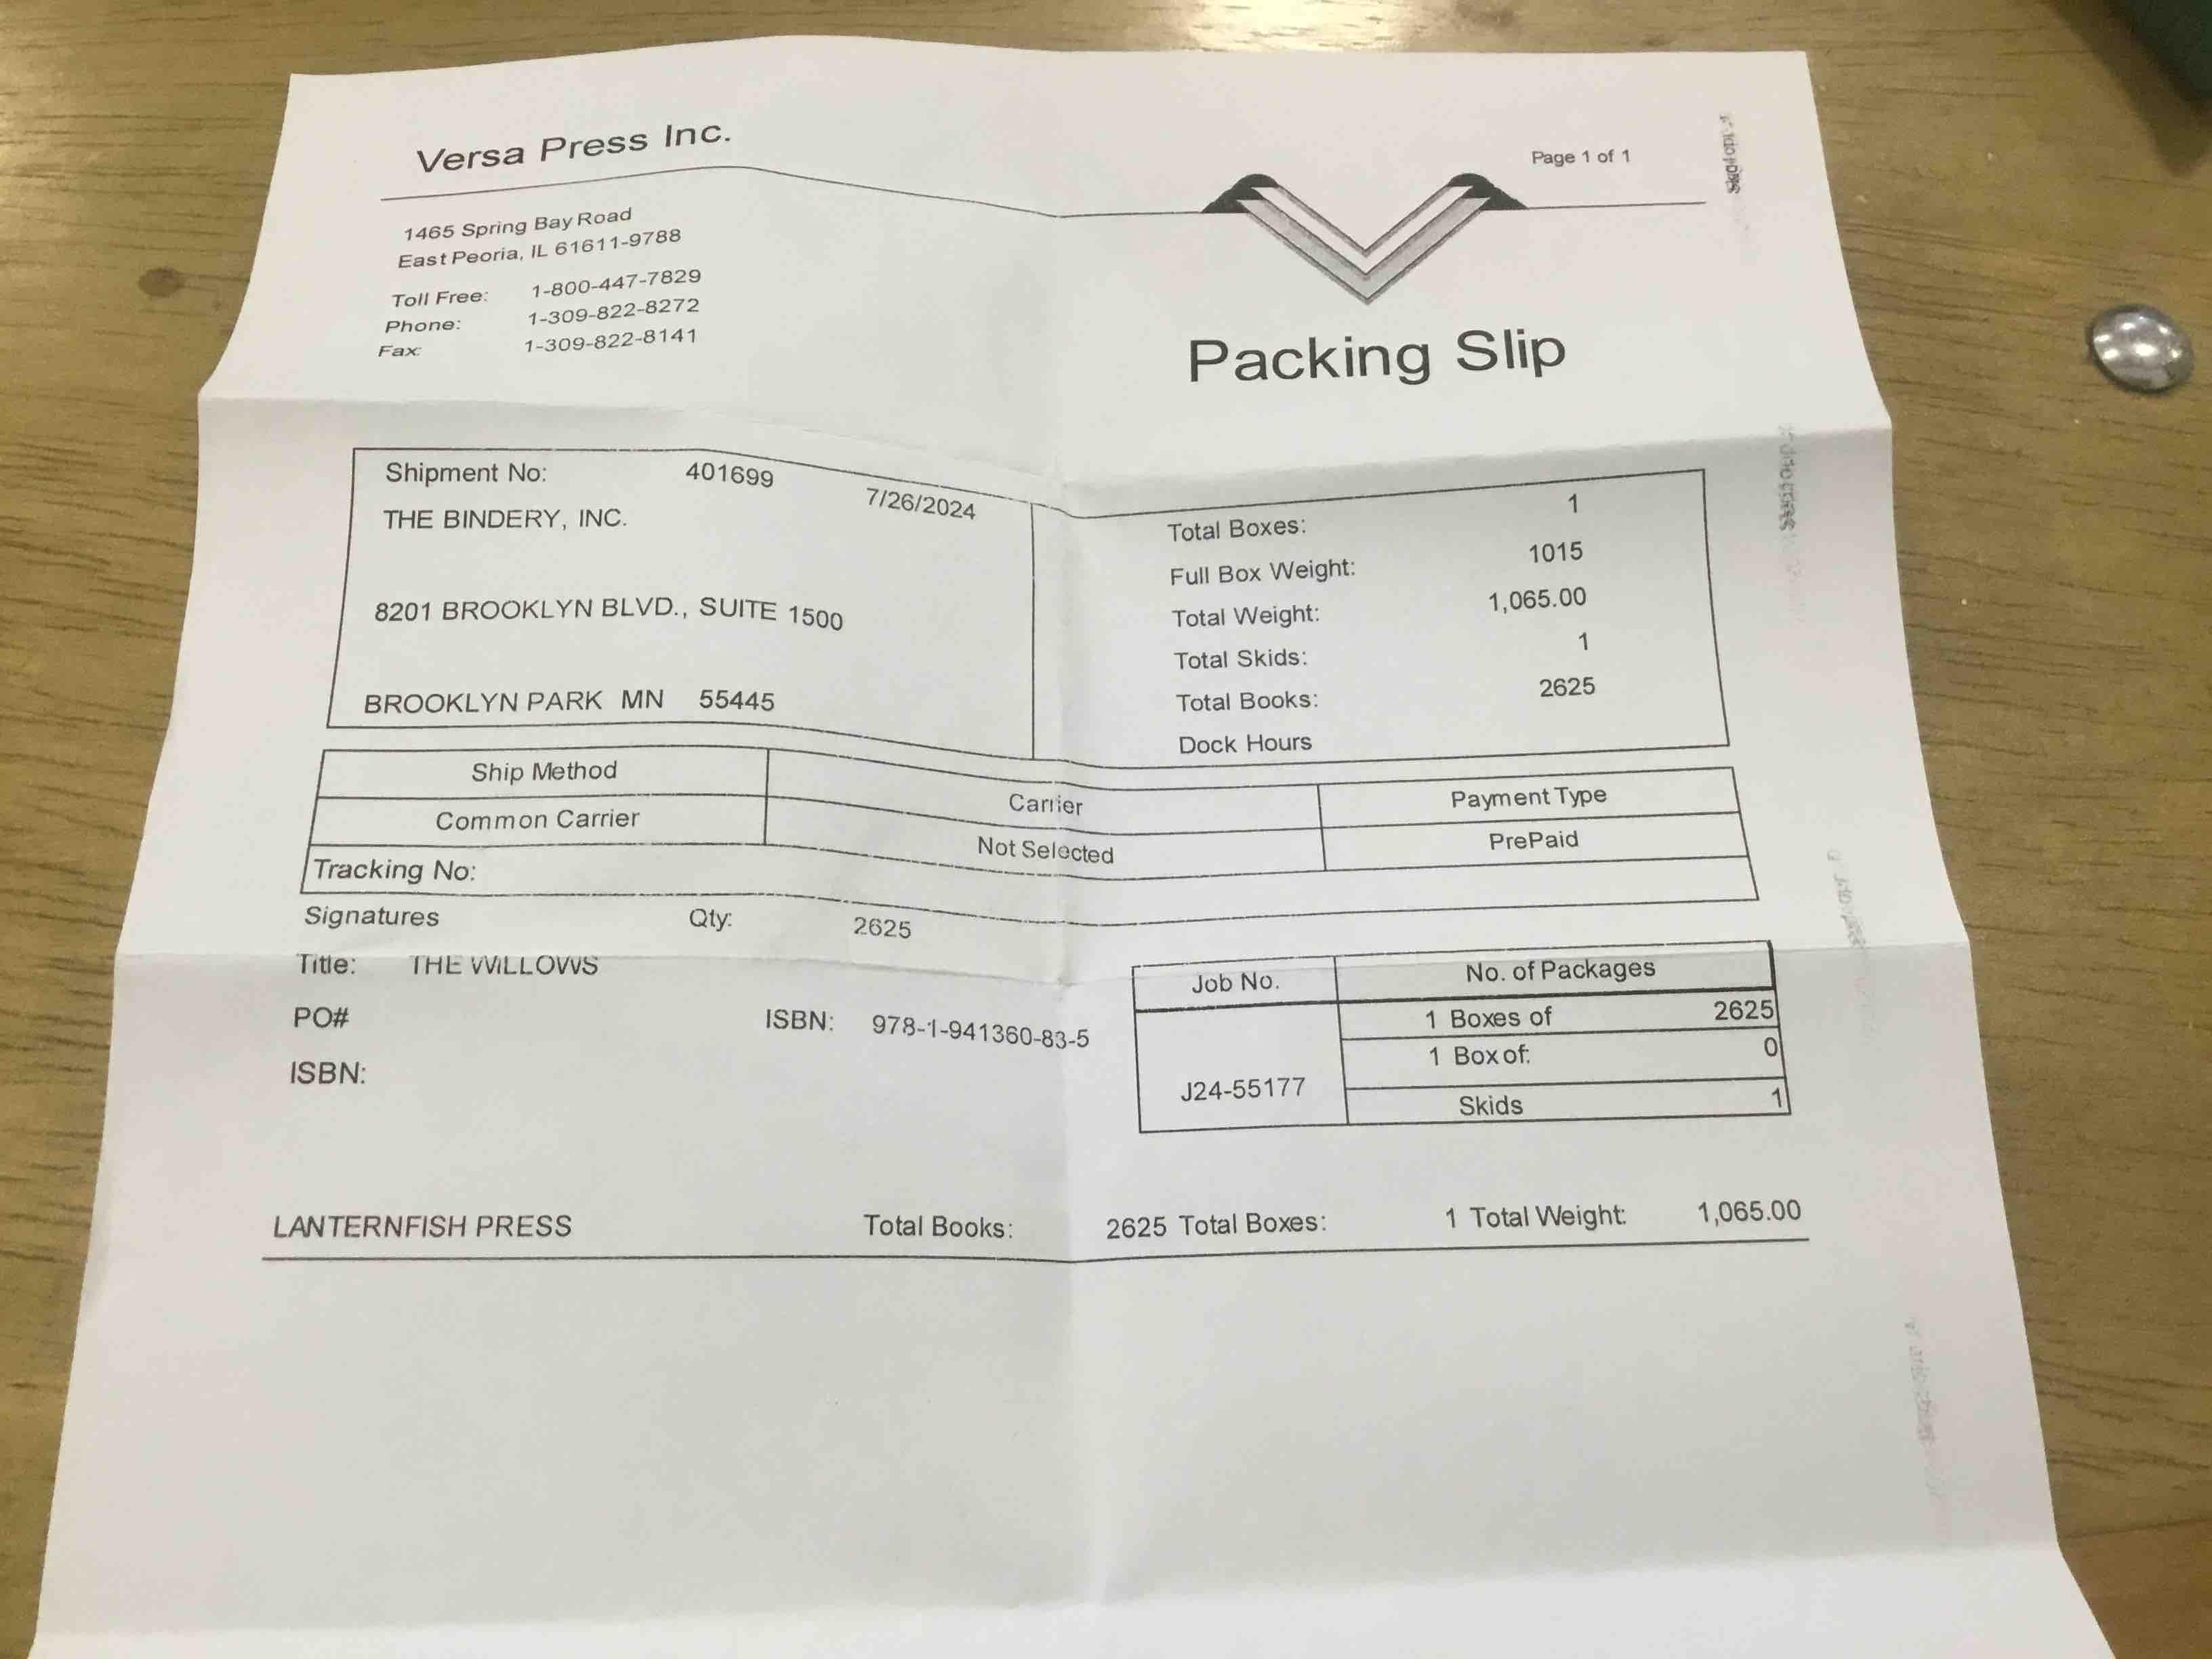 Versa Press Inc.
Page 1 of 1
1465 Spring Bay Road
East Peoria, IL 61611-9788
Toll Free: 1-800-447-7829
Phone: 1-309-822-8272
Fax: 1-309-822-8141
Packing Slip
Shipment No: 401699 7/26/2024
THE BINDERY, INC.
8201 BROOKLYN BLVD., SUITE 1500
BROOKLYN PARK MN 55445
Total Boxes: 1
Full Box Weight: 1015
Total Weight: 1,065.00
Total Skids: 1
Total Books: 2625
Dock Hours
Ship Method Carrier Payment Type
Common Carrier Not Selected PrePaid
Tracking No:
Signatures Qty: 2625
Title: THE WILLOWS
PO# ISBN: 978-1-941360-83-5
ISBN:
Job No. No. of Packages
1 Boxes of 2625
1 Box of: 0
J24-55177
Skids 1
LANTERNFISH PRESS Total Books: 2625 Total Boxes: 1 Total Weight: 1,065.00